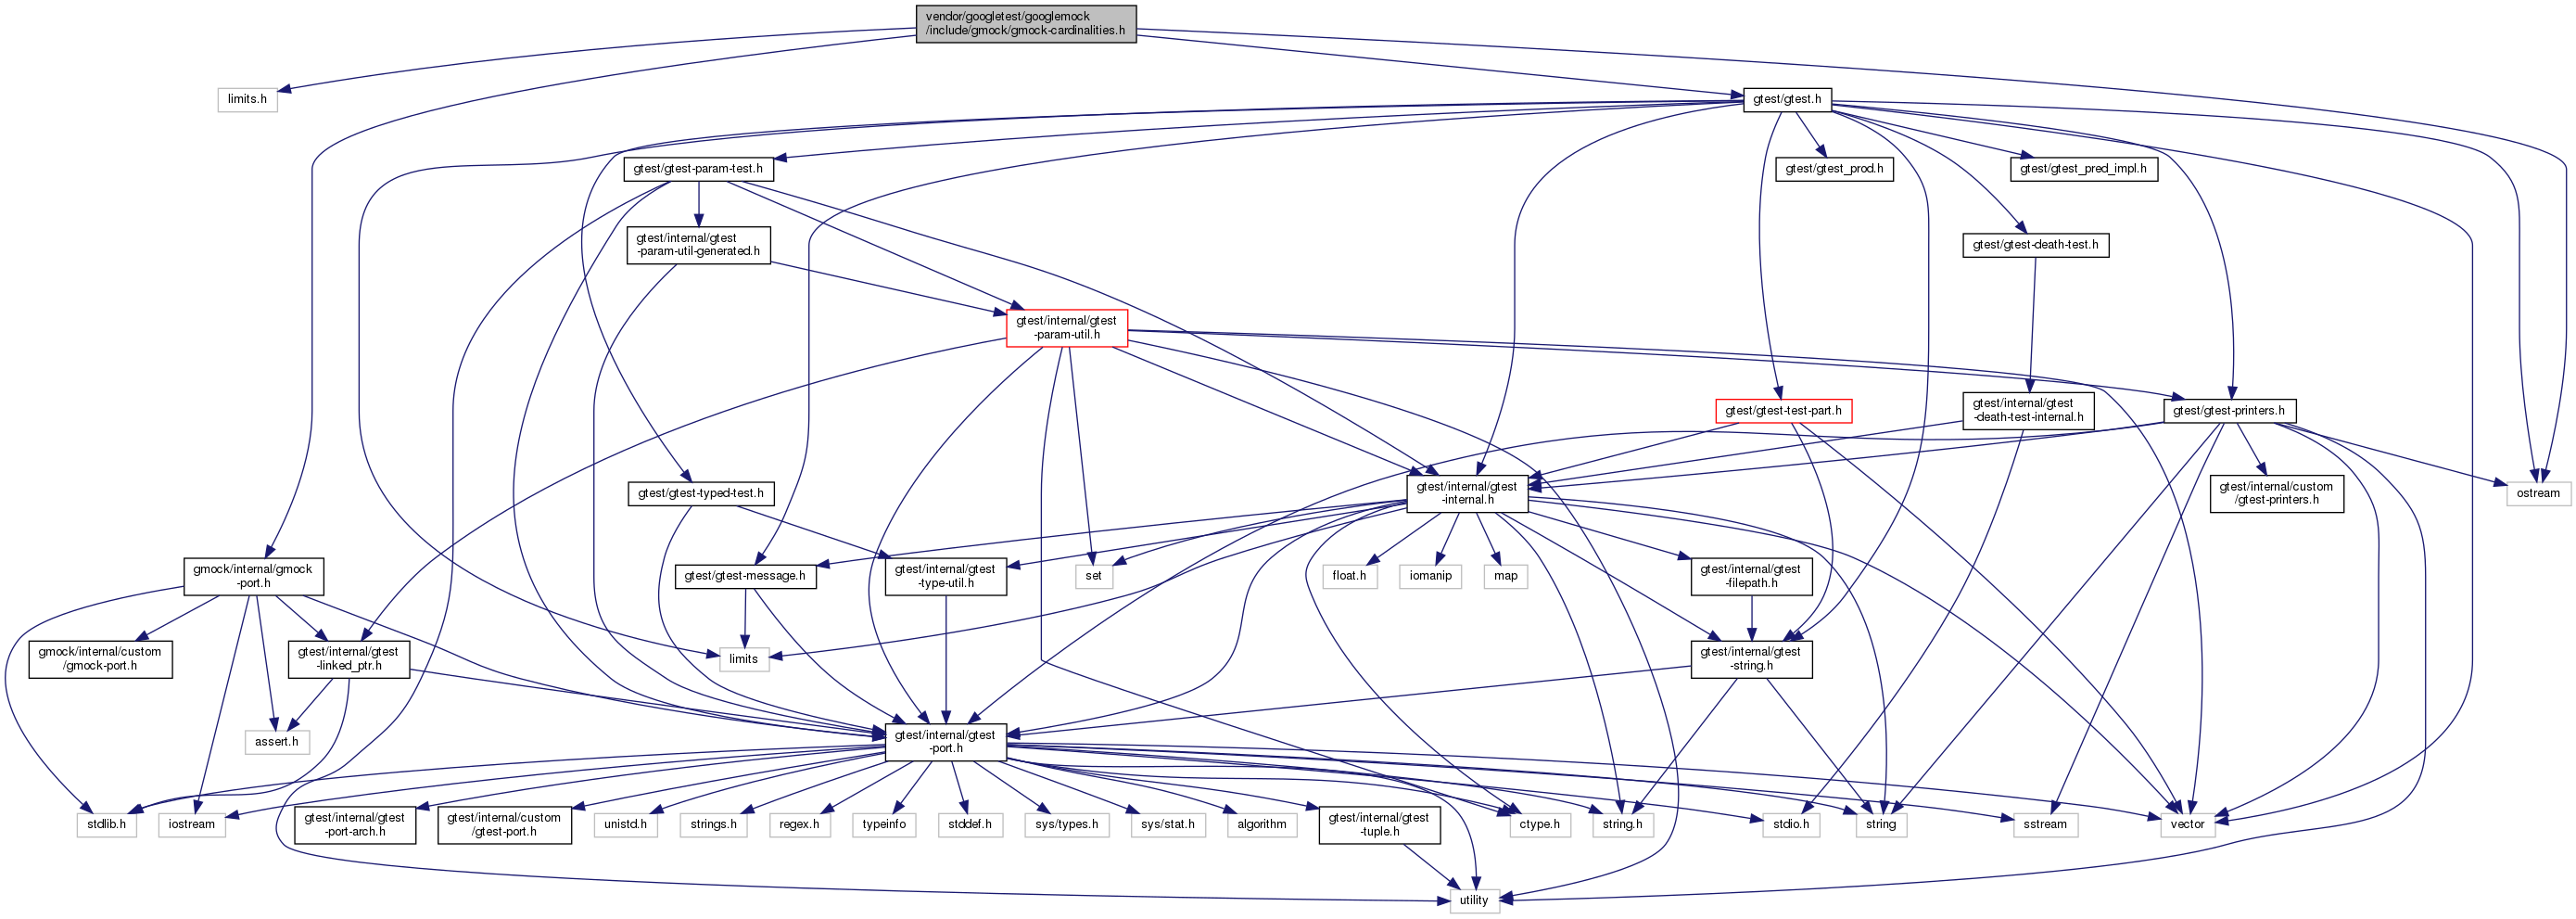 vendor/googletest/googlemock
/include/gmock/gmock-cardinalities.h
limits.h
gtest/gtest.h
gtest/gtest-param-test.h
gtest/gtest_prod.h
gtest/gtest_pred_impl.h
gtest/internal/gtest
-param-util-generated.h
gtest/gtest-death-test.h
gtest/internal/gtest
-param-util.h
gtest/gtest-test-part.h
gtest/internal/gtest
-death-test-internal.h
gtest/gtest-printers.h
gtest/gtest-typed-test.h
gtest/internal/gtest
-internal.h
gtest/internal/custom
/gtest-printers.h
ostream
gmock/internal/gmock
-port.h
gtest/gtest-message.h
gtest/internal/gtest
-type-util.h
set
float.h
iomanip
map
gtest/internal/gtest
-filepath.h
gmock/internal/custom
/gmock-port.h
gtest/internal/gtest
-linked_ptr.h
limits
gtest/internal/gtest
-string.h
assert.h
gtest/internal/gtest
-port.h
stdlib.h
iostream
gtest/internal/gtest
-port-arch.h
gtest/internal/custom
/gtest-port.h
unistd.h
strings.h
regex.h
typeinfo
stddef.h
sys/types.h
sys/stat.h
algorithm
gtest/internal/gtest
-tuple.h
ctype.h
string.h
stdio.h
string
sstream
vector
utility